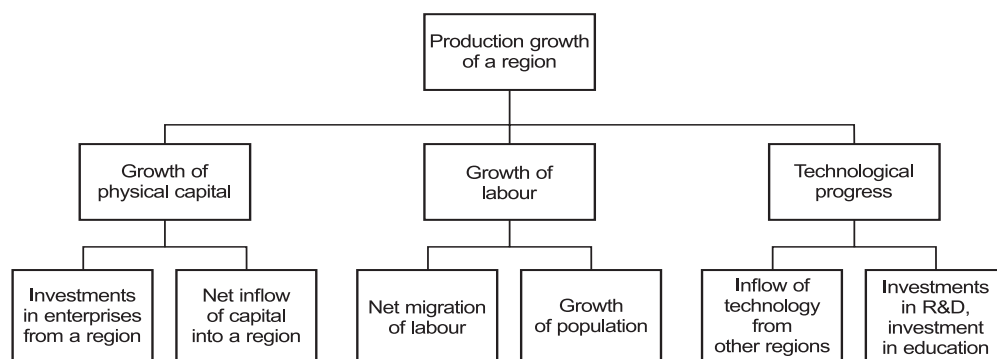 Production growth
of a region
Growth of
physical capital
Growth of
labour
Technological
progress
Investments
in enterprises
from a region
Net inflow
of capital
into a region
Net migration
of labour
Growth
of population
Inflow of
technology
from
other regions
Investments
in R&D,
investment
in education